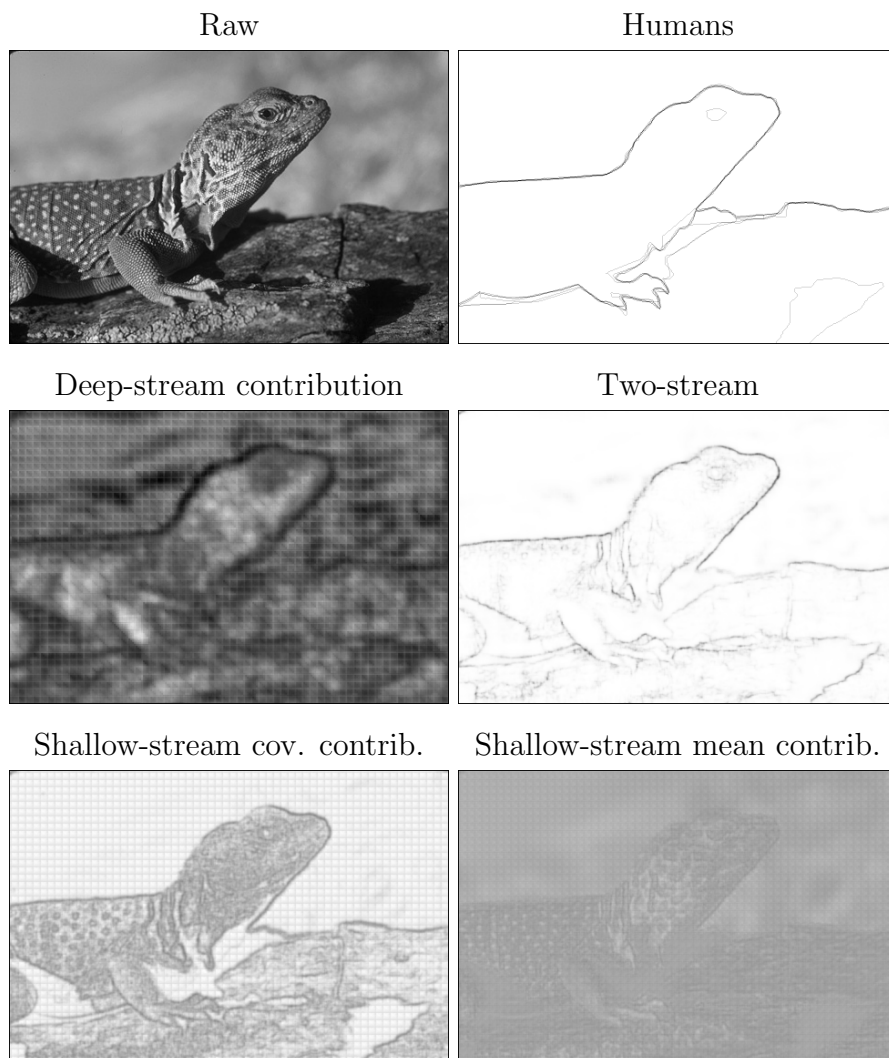 Raw
Humans
Deep-stream contribution
Two-stream
Shallow-stream cov. contrib.
Shallow-stream mean contrib.